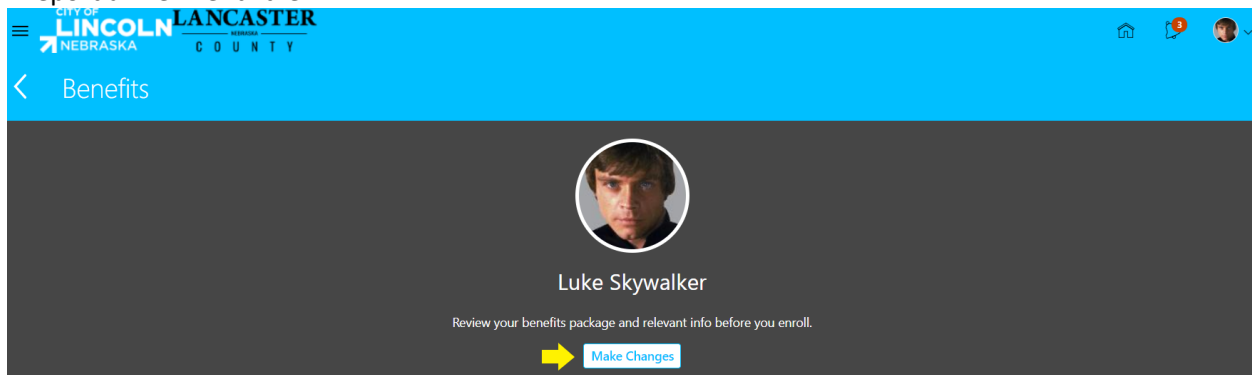 CITY OF
LINCOLN
NEBRASKA
LANCASTER
NEBRASKA
COUNTY
3
Benefits
Luke Skywalker
Review your benefits package and relevant info before you enroll.
Make Changes